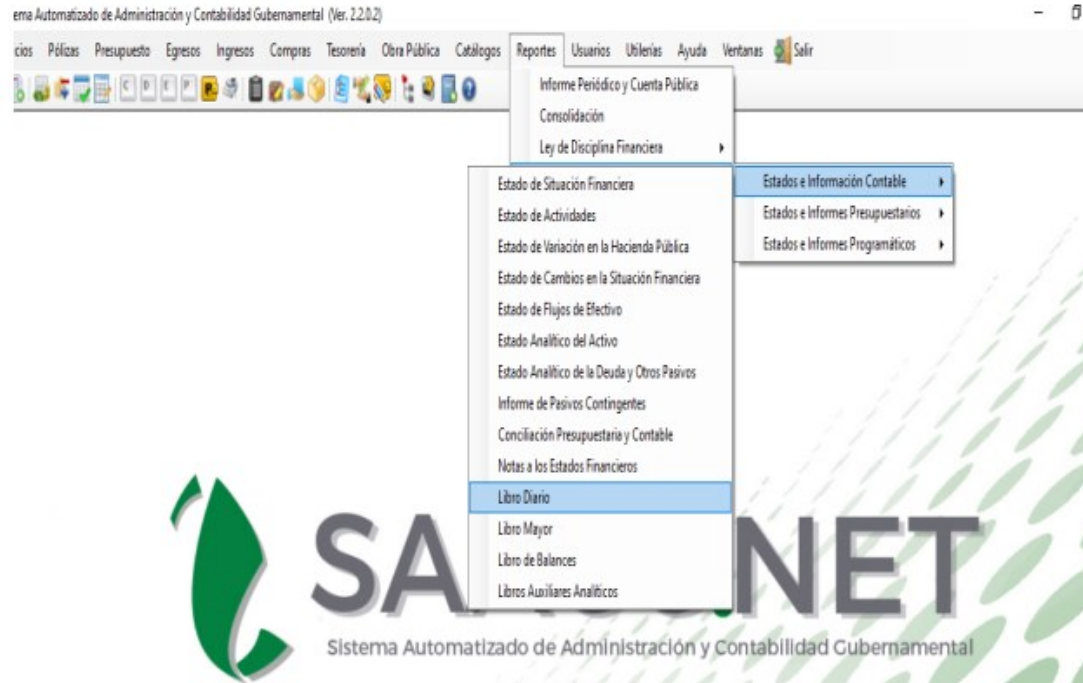 ema Automatizado de Administración y Contabilidad Gubernamental (Ver. 2.2.0.2)
cios Pólizas Presupuesto Egresos Ingresos Compras Tesorería Obra Pública Catálogos Reportes Usuarios Utilerías Ayuda Ventanas Salir
C D E P
Informe Periódico y Cuenta Pública
Consolidación
Ley de Disciplina Financiera
Estados e Información Contable
Estados e Informes Presupuestarios
Estados e Informes Programáticos
Estado de Situación Financiera
Estado de Actividades
Estado de Variación en la Hacienda Pública
Estado de Cambios en la Situación Financiera
Estado de Flujos de Efectivo
Estado Analítico del Activo
Estado Analítico de la Deuda y Otros Pasivos
Informe de Pasivos Contingentes
Conciliación Presupuestaria y Contable
Notas a los Estados Financieros
Libro Diario
Libro Mayor
Libro de Balances
Libros Auxiliares Analíticos
NET
Sistema Automatizado de Administración y Contabilidad Gubernamental